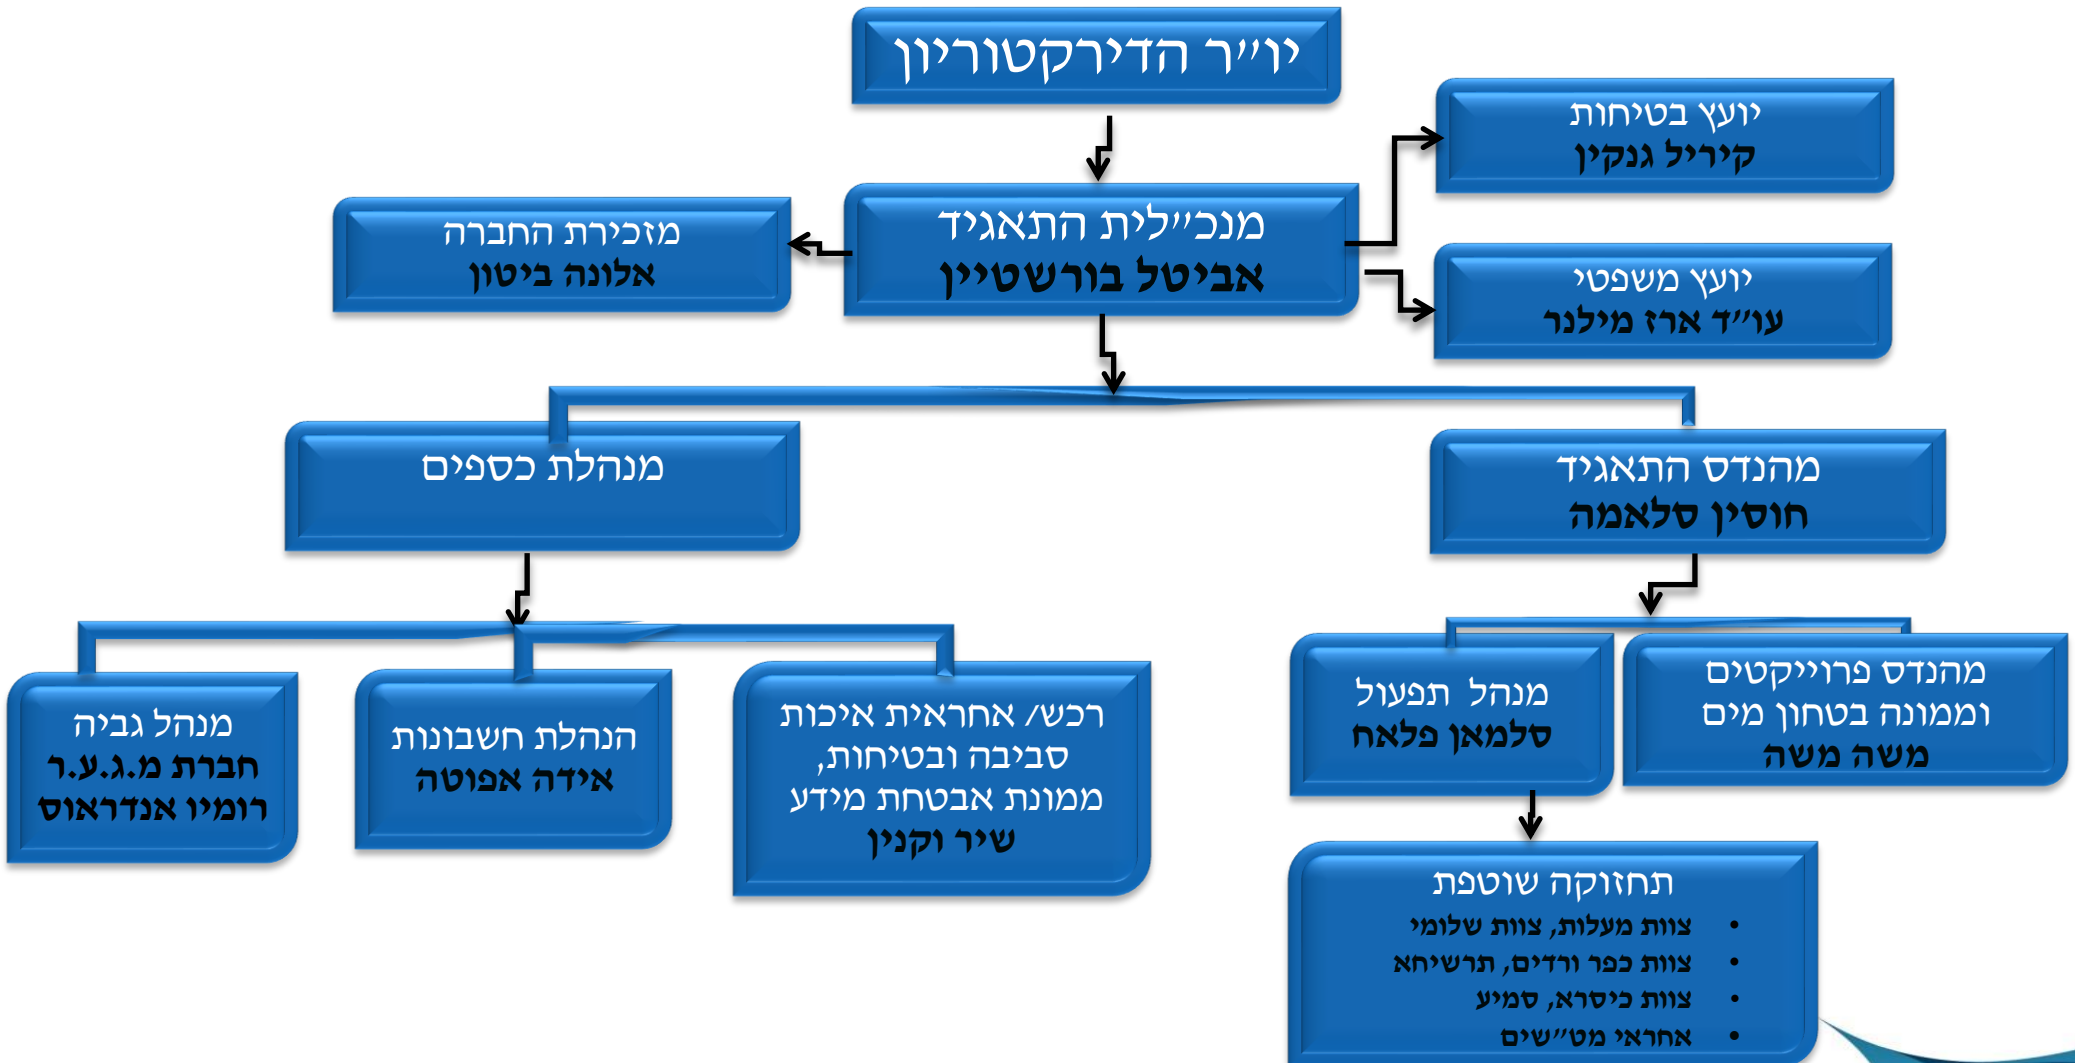 יו״ר הדירקטוריון
יועץ בטיחות
קיריל גנקין
מנכ״לית התאגיד
אביטל בורשטיין
מזכירת החברה
אלונה ביטון
יועץ משפטי
עו״ד ארז מילנר
מהנדס התאגיד
חוסין סלאמה
מנהלת כספים
מהנדס פרוייקטים
וממונה בטחון מים
משה משה
מנהל תפעול
סלמאן פלאח
רכש/ אחראית איכות
סביבה ובטיחות,
ממונת אבטחת מידע
שיר וקנין
הנהלת חשבונות
אידה אפוטה
מנהל גביה
חברת מ.ג.ע.ר
רומיו אנדראוס
תחזוקה שוטפת
• צוות מעלות, צוות שלומי
• צוות כפר ורדים, תרשיחא
• צוות כיסרא, סמיע
• אחראי מט״שים